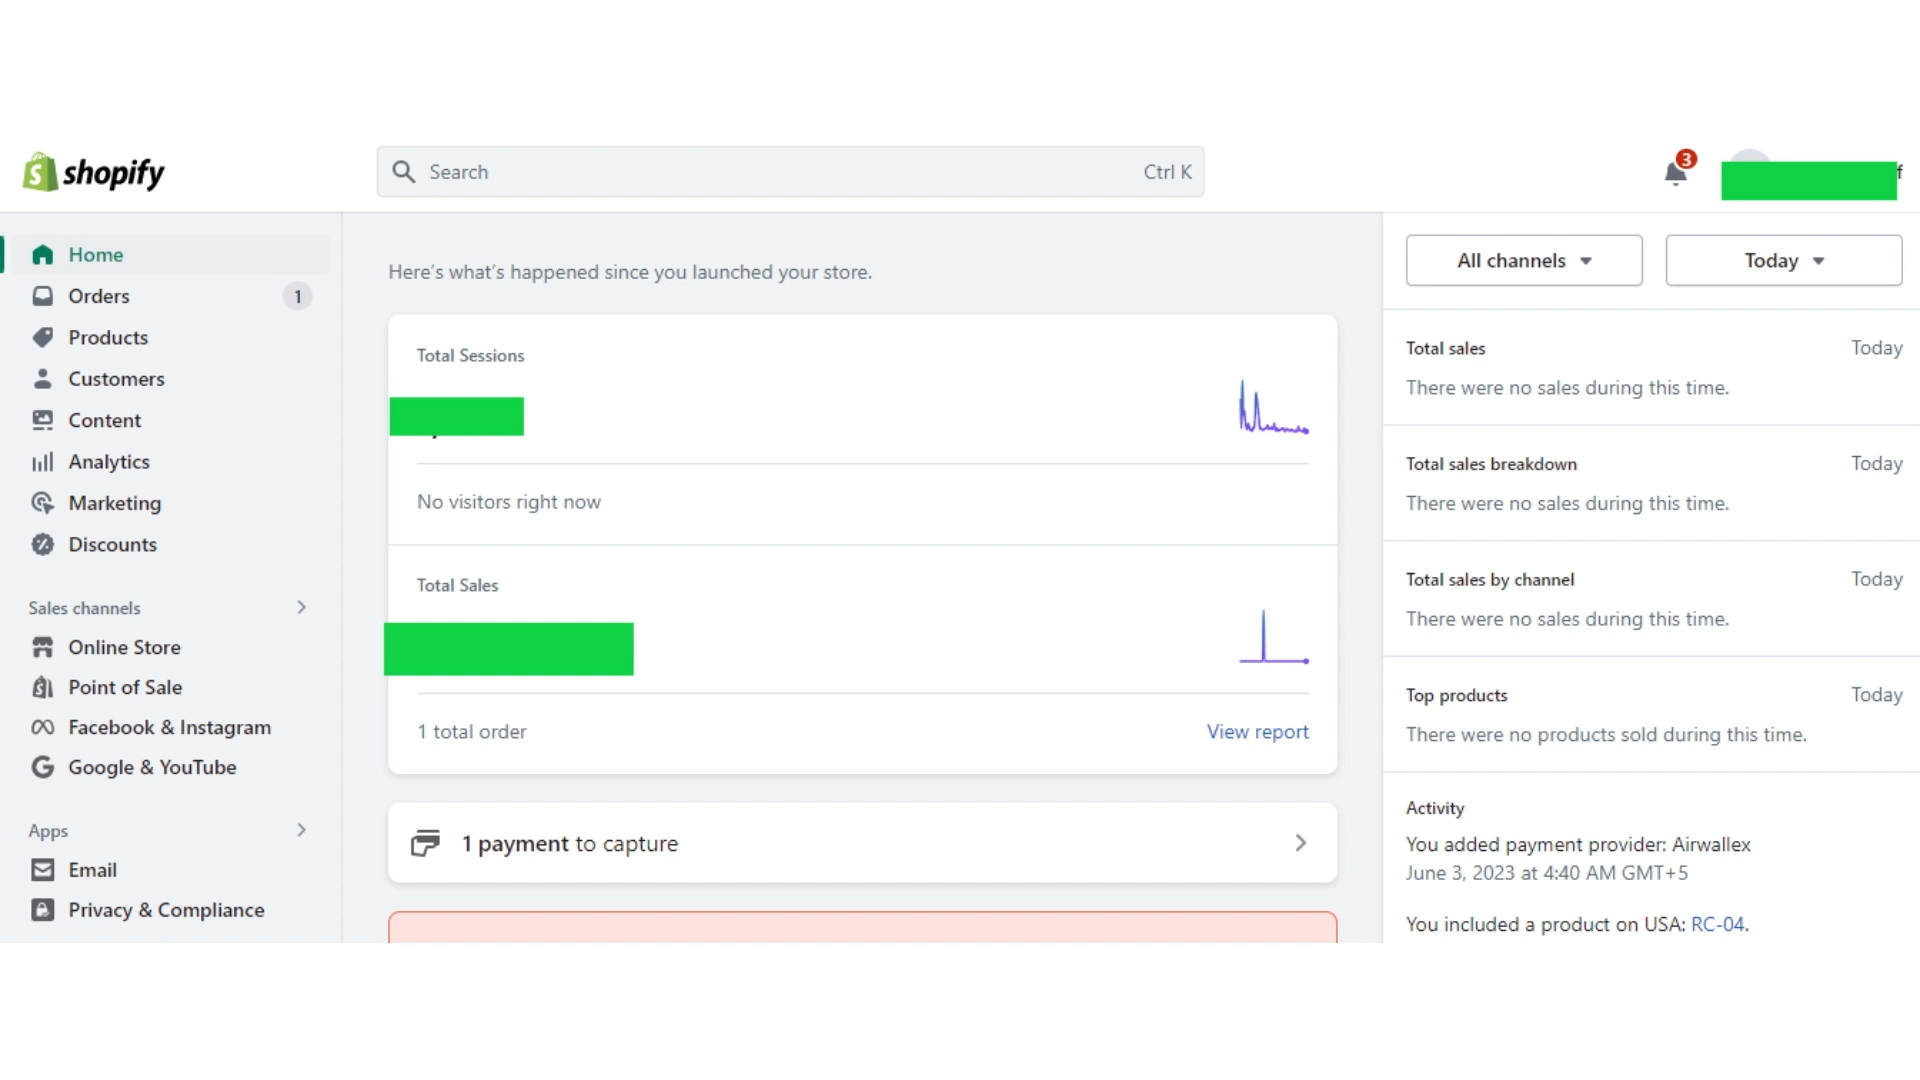 shopify
Search
Ctrl K
3
Home
Orders
1
Products
Customers
Content
Analytics
Marketing
Discounts
Sales channels
Online Store
Point of Sale
Facebook & Instagram
Google & YouTube
Apps
Email
Privacy & Compliance
Here's what's happened since you launched your store.
Total Sessions
No visitors right now
Total Sales
1 total order
View report
1 payment to capture
All channels
Today
Total sales
Today
There were no sales during this time.
Total sales breakdown
Today
There were no sales during this time.
Total sales by channel
Today
There were no sales during this time.
Top products
Today
There were no products sold during this time.
Activity
You added payment provider: Airwallex
June 3, 2023 at 4:40 AM GMT+5
You included a product on USA: RC-04.